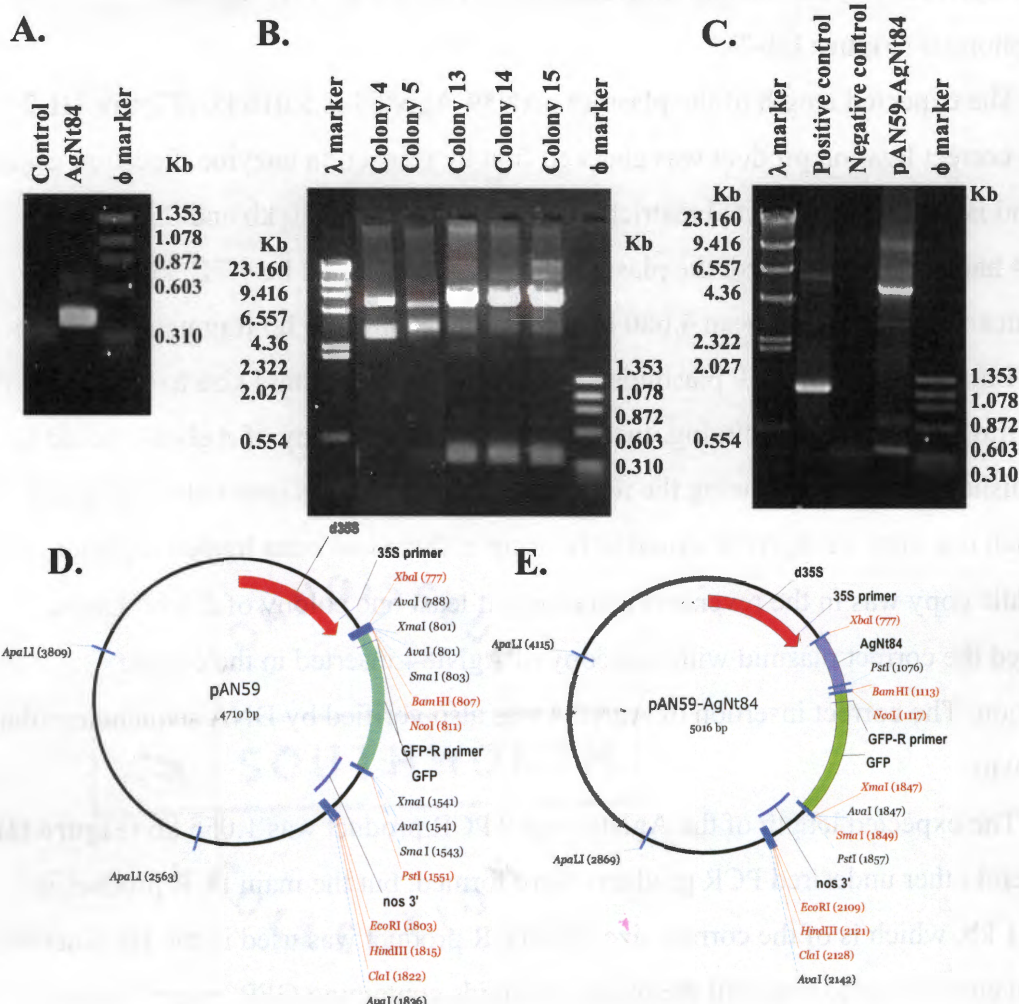 A.
Control
AgNt84
ϕ marker
Kb
1.353
1.078
0.872
0.603
0.310
B.
λ marker
Colony 4
Colony 5
Colony 13
Colony 14
Colony 15
ϕ marker
Kb
23.160
9.416
6.557
4.36
2.322
2.027
0.554
Kb
1.353
1.078
0.872
0.603
0.310
C.
λ marker
Positive control
Negative control
pAN59-AgNt84
ϕ marker
Kb
23.160
9.416
6.557
4.36
2.322
2.027
0.554
Kb
1.353
1.078
0.872
0.603
0.310
D.
d35S
35S primer
XbaI (777)
AvaI (788)
XmaI (801)
AvaI (801)
SmaI (803)
BamHI (807)
NcoI (811)
GFP-R primer
GFP
XmaI (1541)
AvaI (1541)
SmaI (1543)
PstI (1551)
nos 3'
EcoRI (1803)
HindIII (1815)
ClaI (1822)
AvaI (1836)
ApaLI (2563)
ApaLI (3809)
pAN59
4710 bp
E.
d35S
35S primer
XbaI (777)
AgNt84
PstI (1076)
BamHI (1113)
NcoI (1117)
GFP-R primer
GFP
XmaI (1847)
AvaI (1847)
SmaI (1849)
PstI (1857)
nos 3'
EcoRI (2109)
HindIII (2121)
ClaI (2128)
AvaI (2142)
ApaLI (2869)
ApaLI (4115)
pAN59-AgNt84
5016 bp